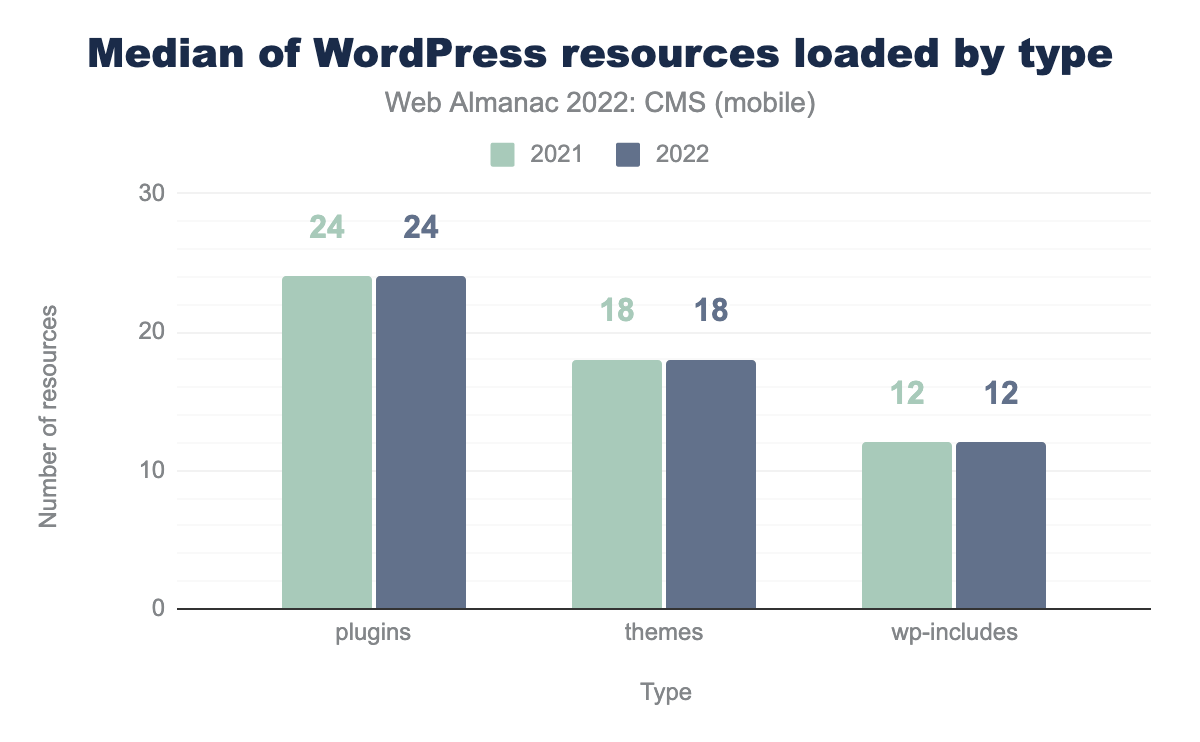 Median of WordPress resources loaded by type
Web Almanac 2022: CMS (mobile)
2021 2022
30
24 24
18 18
20
12 12
10
0
Number of resources
plugins themes wp-includes
Type